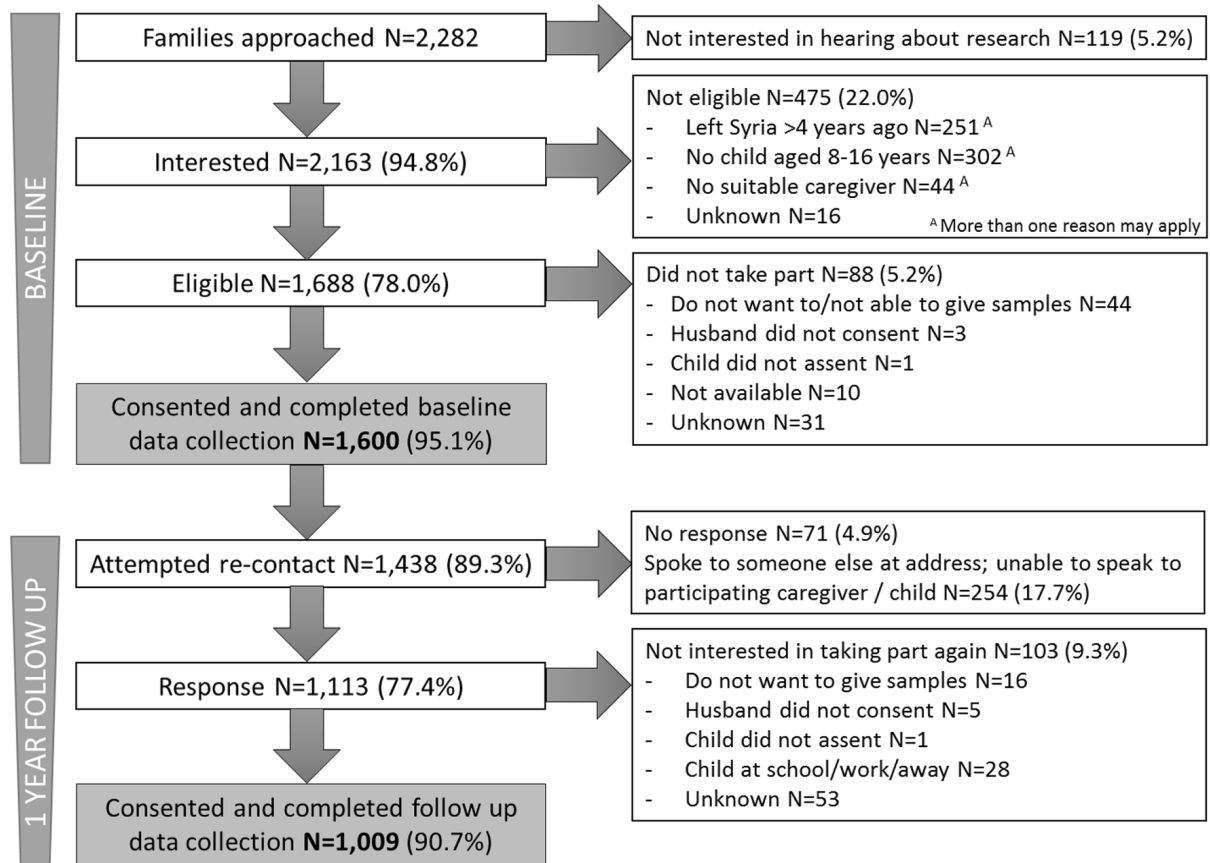 BASELINE
Families approached N=2,282
Not interested in hearing about research N=119 (5.2%)
Interested N=2,163 (94.8%)
Not eligible N=475 (22.0%)
- Left Syria >4 years ago N=251 A
- No child aged 8-16 years N=302 A
- No suitable caregiver N=44 A
- Unknown N=16
A More than one reason may apply
Eligible N=1,688 (78.0%)
Did not take part N=88 (5.2%)
- Do not want to/not able to give samples N=44
- Husband did not consent N=3
- Child did not assent N=1
- Not available N=10
- Unknown N=31
Consented and completed baseline
data collection N=1,600 (95.1%)
1 YEAR FOLLOW UP
Attempted re-contact N=1,438 (89.3%)
No response N=71 (4.9%)
Spoke to someone else at address; unable to speak to
participating caregiver / child N=254 (17.7%)
Response N=1,113 (77.4%)
Not interested in taking part again N=103 (9.3%)
- Do not want to give samples N=16
- Husband did not consent N=5
- Child did not assent N=1
- Child at school/work/away N=28
- Unknown N=53
Consented and completed follow up
data collection N=1,009 (90.7%)